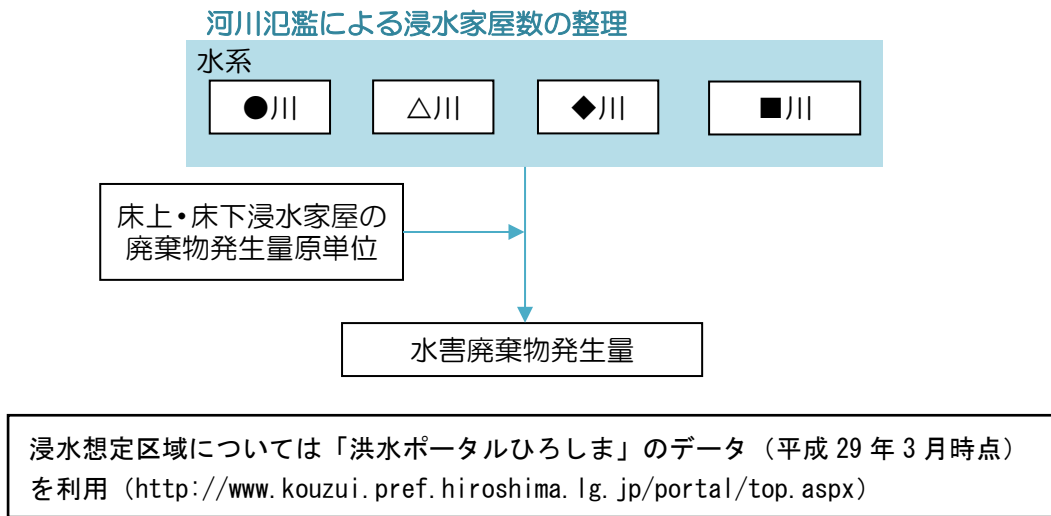 河川氾濫による浸水家屋数の整理
水系
●川
△川
◆川
■川
床上・床下浸水家屋の
廃棄物発生量原単位
水害廃棄物発生量
浸水想定区域については「洪水ポータルひろしま」のデータ（平成 29 年 3 月時点）
を利用（http://www.kouzui.pref.hiroshima.lg.jp/portal/top.aspx）